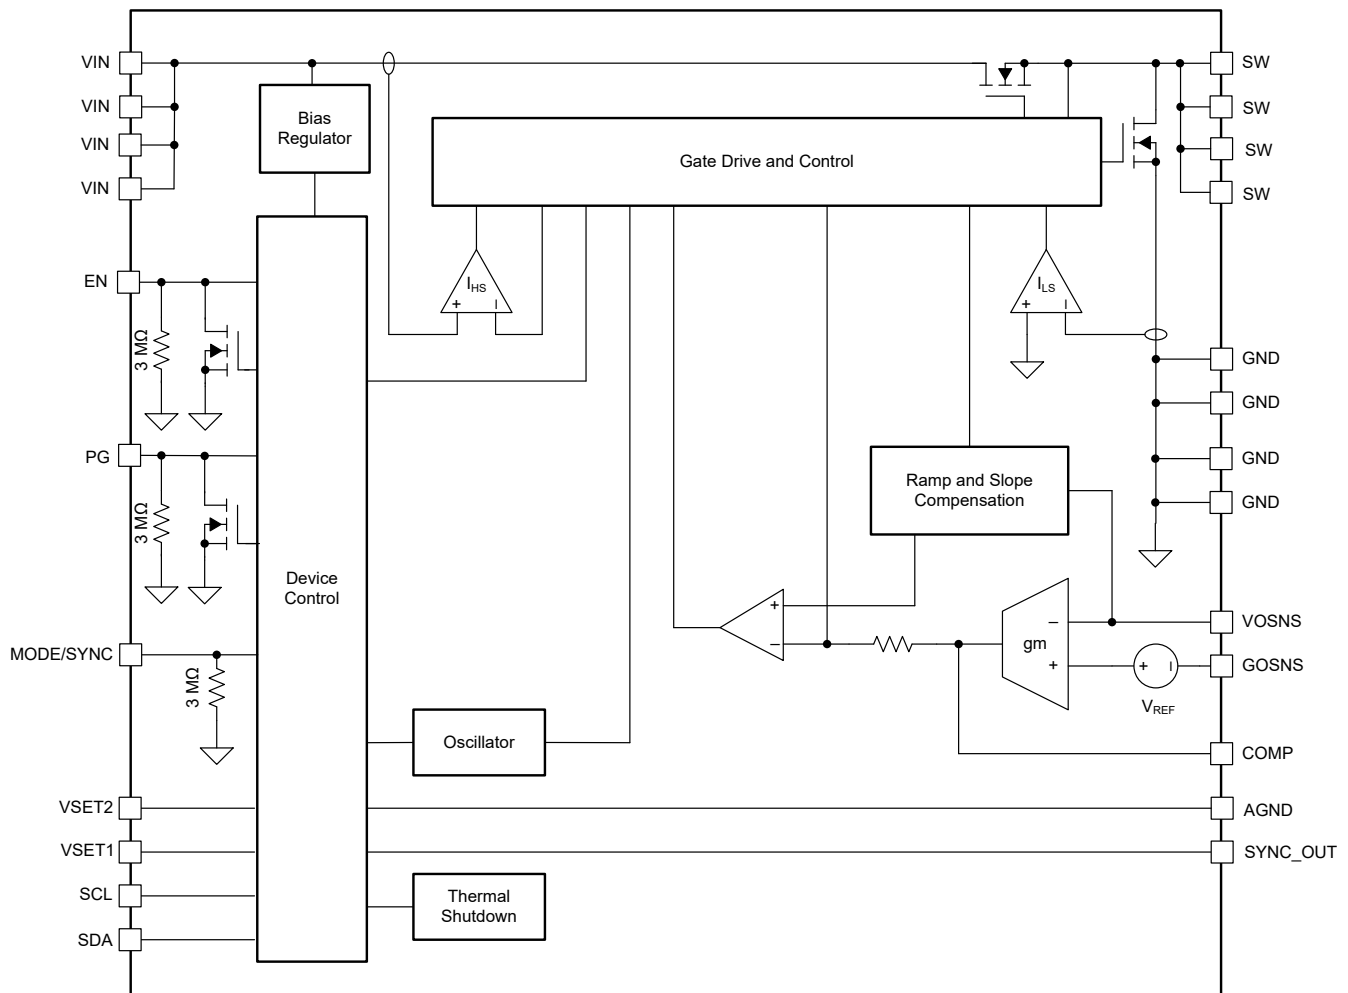 VIN
VIN
VIN
VIN
EN
3 MΩ
PG
3 MΩ
MODE/SYNC
3 MΩ
VSET2
VSET1
SCL
SDA
Bias
Regulator
Device
Control
Gate Drive and Control
IHS
+
–
ILS
+
–
Ramp and Slope
Compensation
+
–
gm
–
+
+
–
VREF
Oscillator
Thermal
Shutdown
SW
SW
SW
SW
GND
GND
GND
GND
VOSNS
GOSNS
COMP
AGND
SYNC_OUT